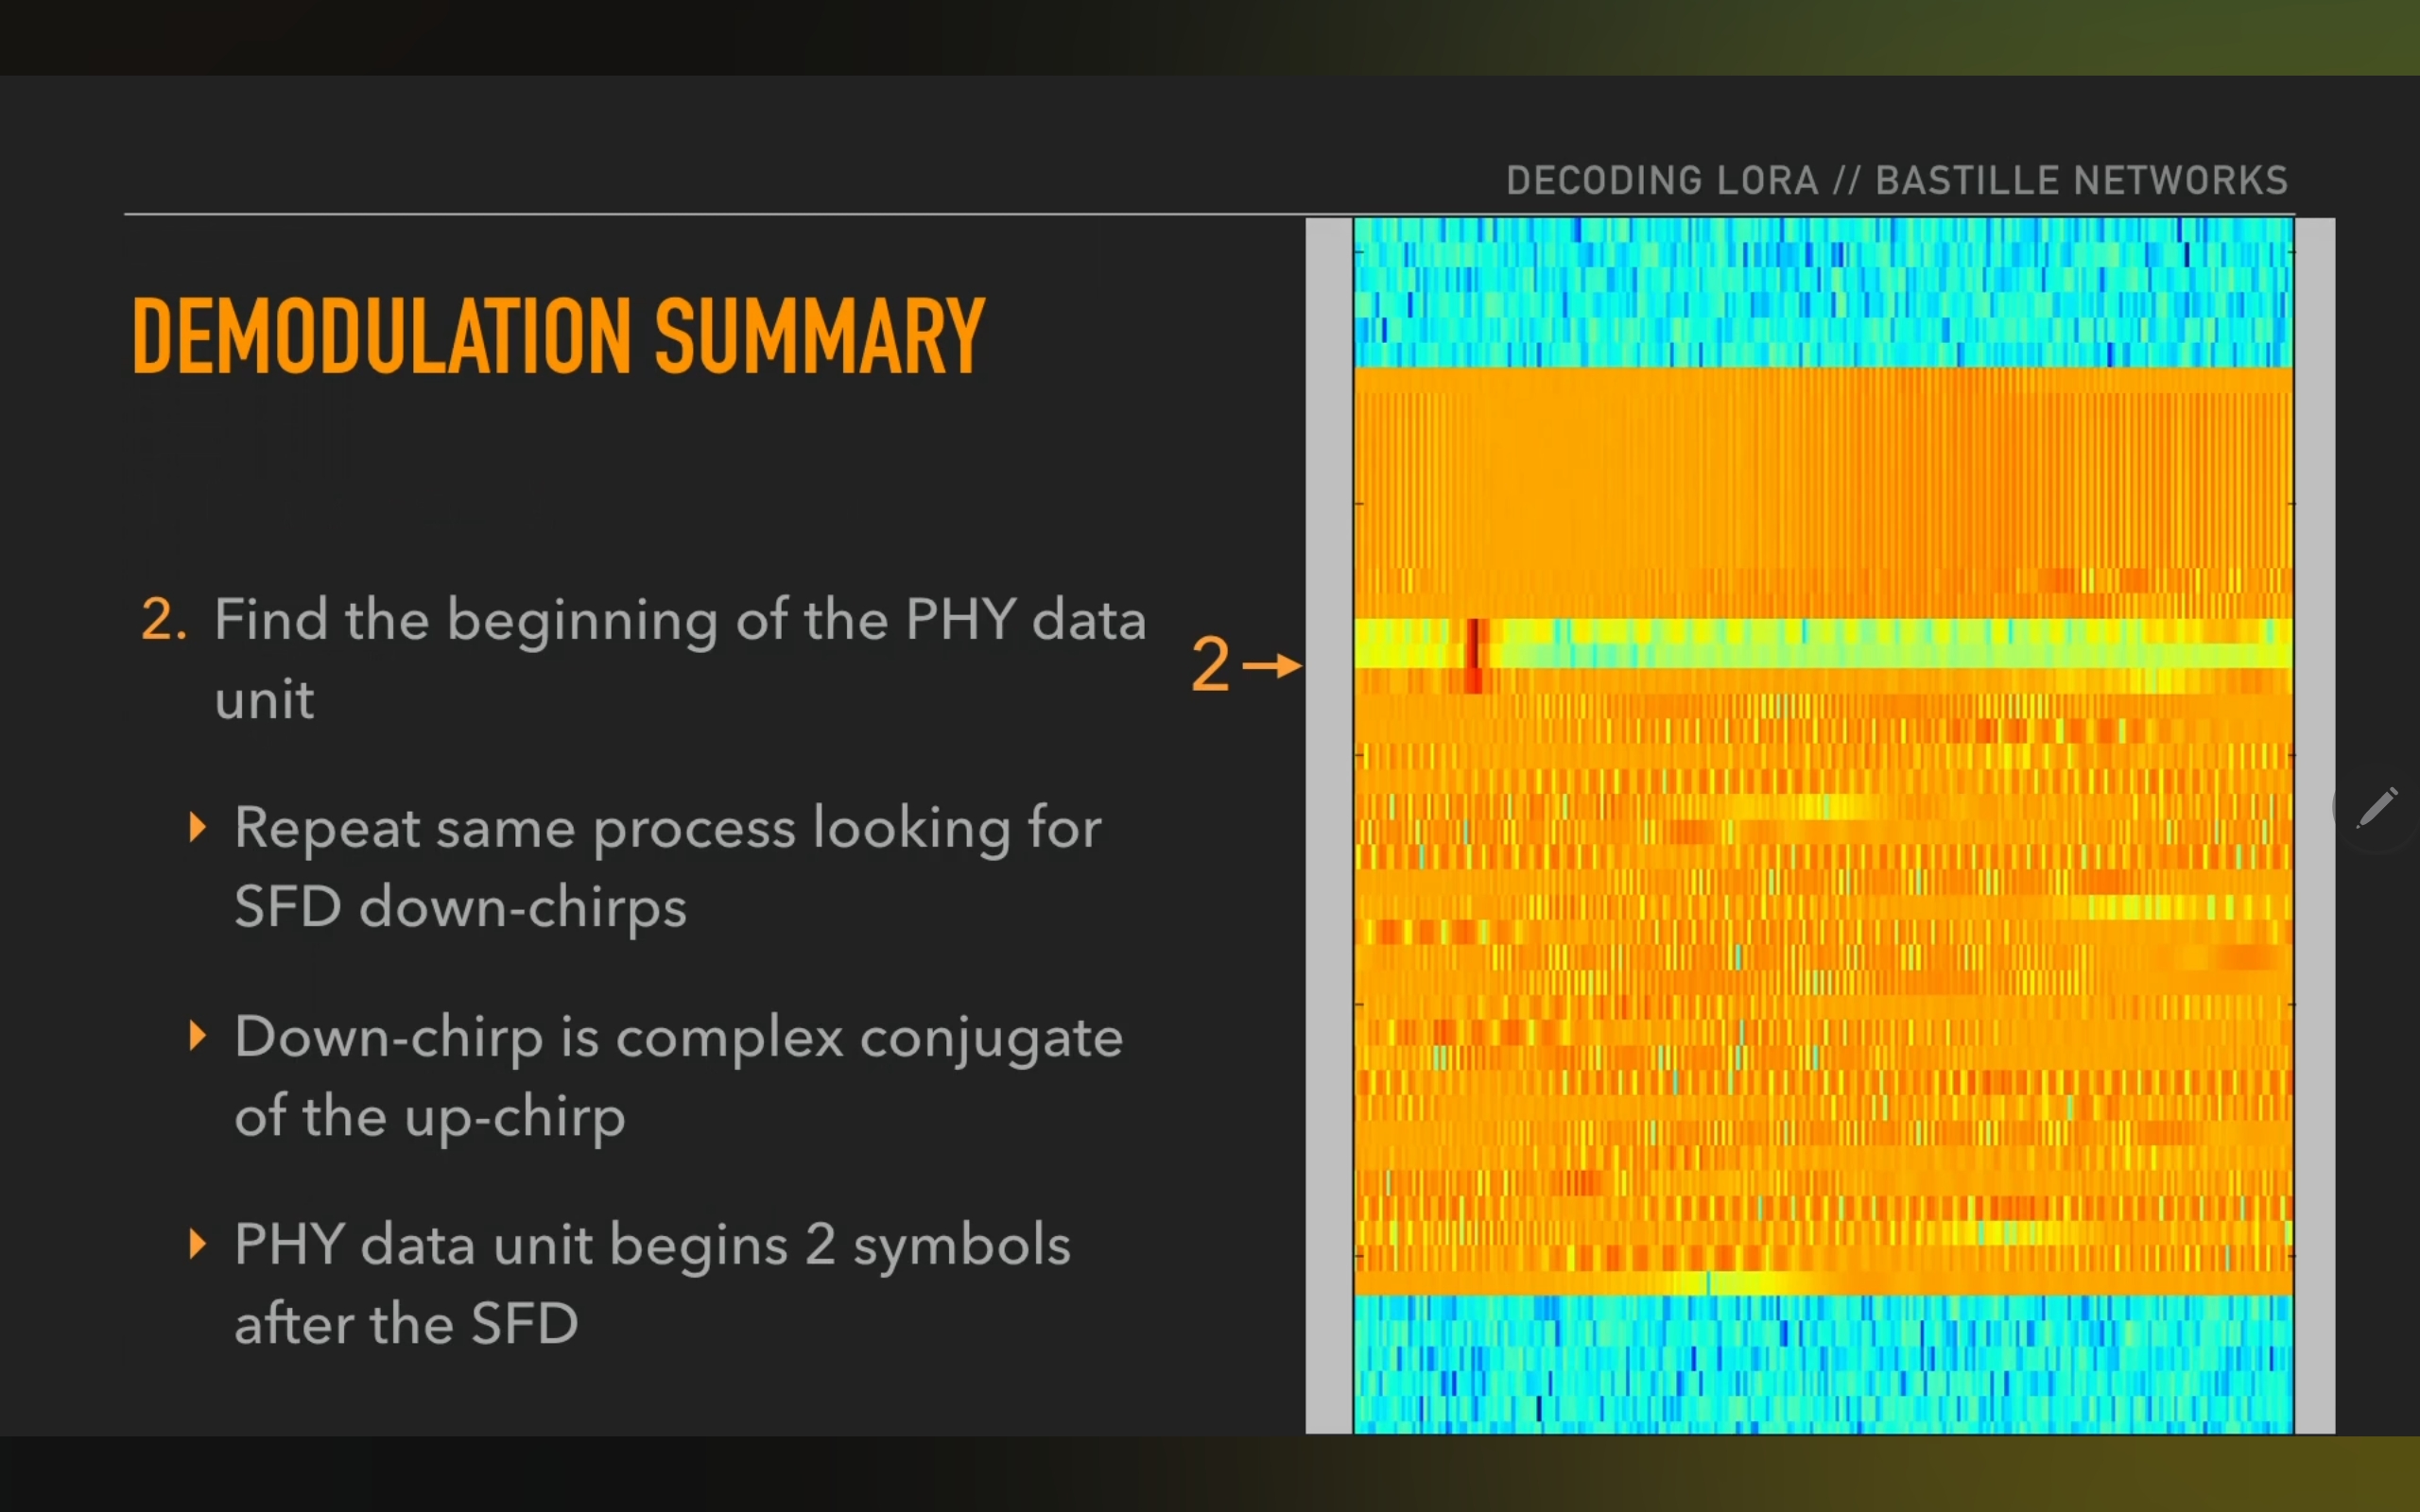 DECODING LORA // BASTILLE NETWORKS
DEMODULATION SUMMARY
2. Find the beginning of the PHY data
unit
2
Repeat same process looking for
SFD down-chirps
Down-chirp is complex conjugate
of the up-chirp
PHY data unit begins 2 symbols
after the SFD